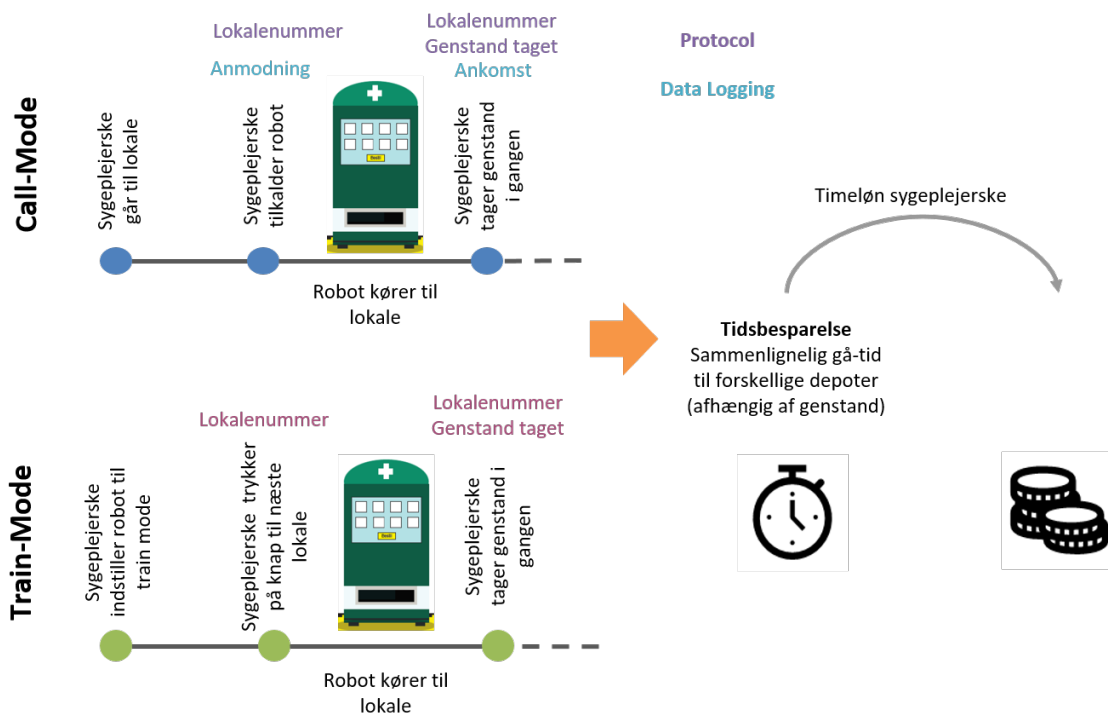 Call-Mode
Sygeplejerske
går til lokale
Lokalenummer
Anmodning
Sygeplejerske
tilkalder robot
Lokalenummer
Genstand taget
Ankomst
Sygeplejerske
tager genstand
i gangen
Robot kører til
lokale
Protocol
Data Logging
Timeløn sygeplejerske
Tidsbesparelse
Sammenlignelig gå-tid
til forskellige depoter
(afhængig af genstand)
Train-Mode
Sygeplejerske
indstiller robot til
train mode
Lokalenummer
Sygeplejerske trykker
på knap til næste
lokale
Lokalenummer
Genstand taget
Sygeplejerske
tager genstand i
gangen
Robot kører til
lokale